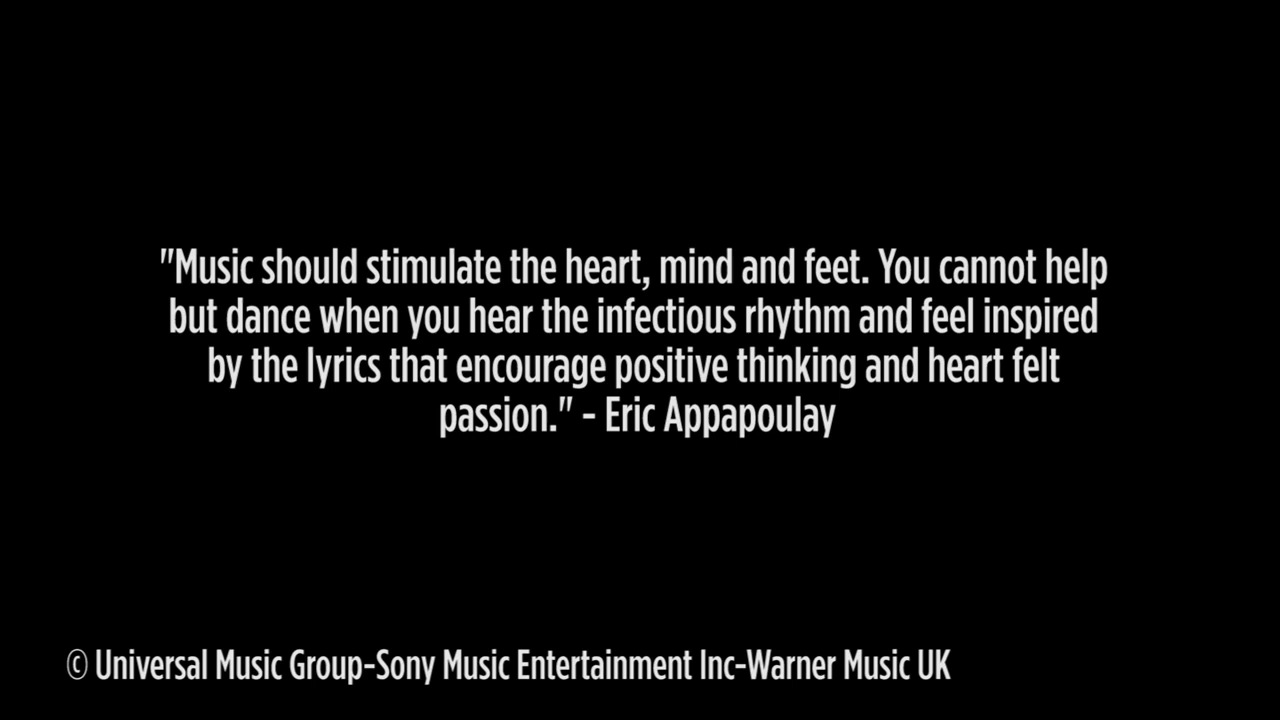 "Music should stimulate the heart, mind and feet. You cannot help
but dance when you hear the infectious rhythm and feel inspired
by the lyrics that encourage positive thinking and heart felt
passion." - Eric Appapoulay
© Universal Music Group-Sony Music Entertainment Inc-Warner Music UK